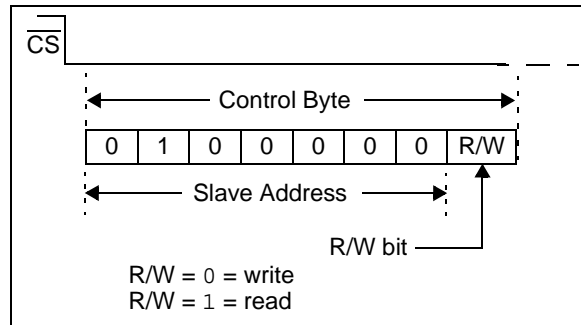 CS
Control Byte
0 1 0 0 0 0 0 R/W
Slave Address
R/W bit
R/W = 0 = write
R/W = 1 = read